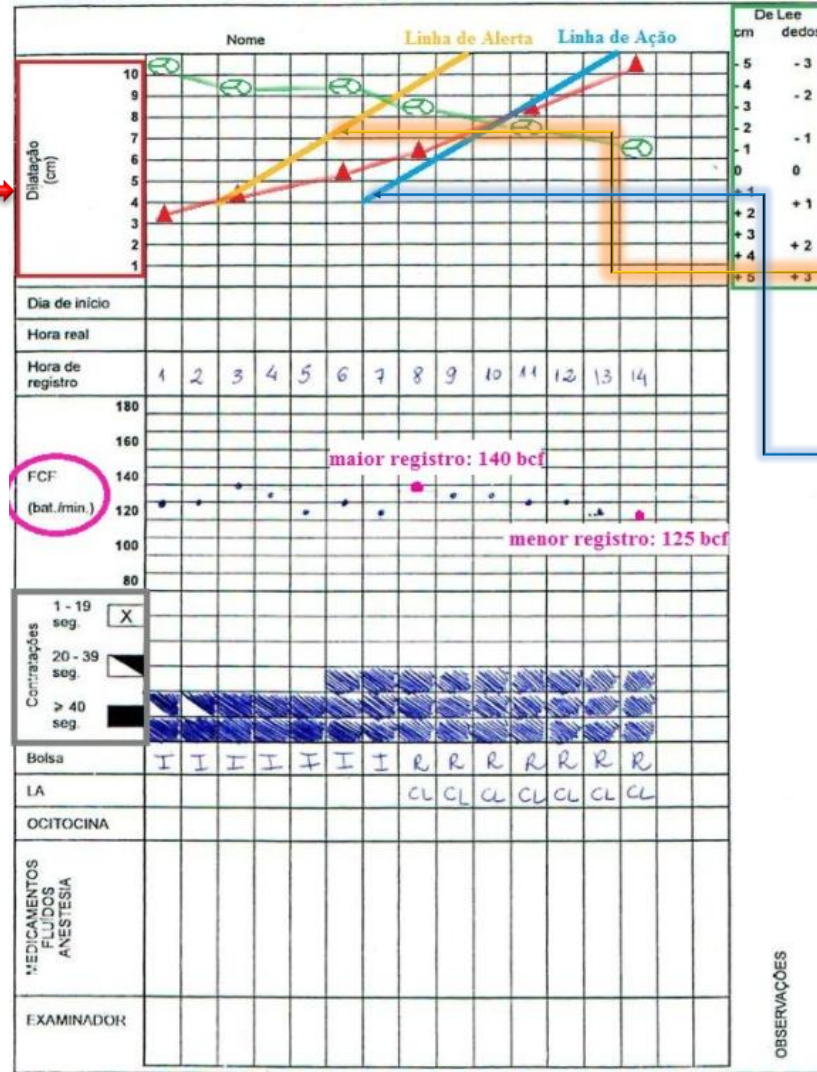 De Lee
cm dedos
Nome
Linha de Alerta
Linha de Ação
Dilatação
(cm)
10
9
8
7
6
5
4
3
2
1
- 5
- 4
- 3
- 2
- 1
0
+ 1
+ 2
+ 3
+ 4
+ 5
- 3
- 2
- 1
0
+ 1
+ 2
+ 3
Dia de início
Hora real
Hora de
registro
1 2 3 4 5 6 7 8 9 10 11 12 13 14
180
160
140
120
100
80
FCF
(bat./min.)
maior registro: 140 bcf
menor registro: 125 bcf
Contratações
1 - 19
seg.
X
20 - 39
seg.
⩾ 40
seg.
Bolsa I I I I I I I R R R R R R R
LA CL CL CL CL CL CL CL
OCITOCINA
MEDICAMENTOS
FLUÍDOS
ANESTESIA
EXAMINADOR
OBSERVAÇÕES